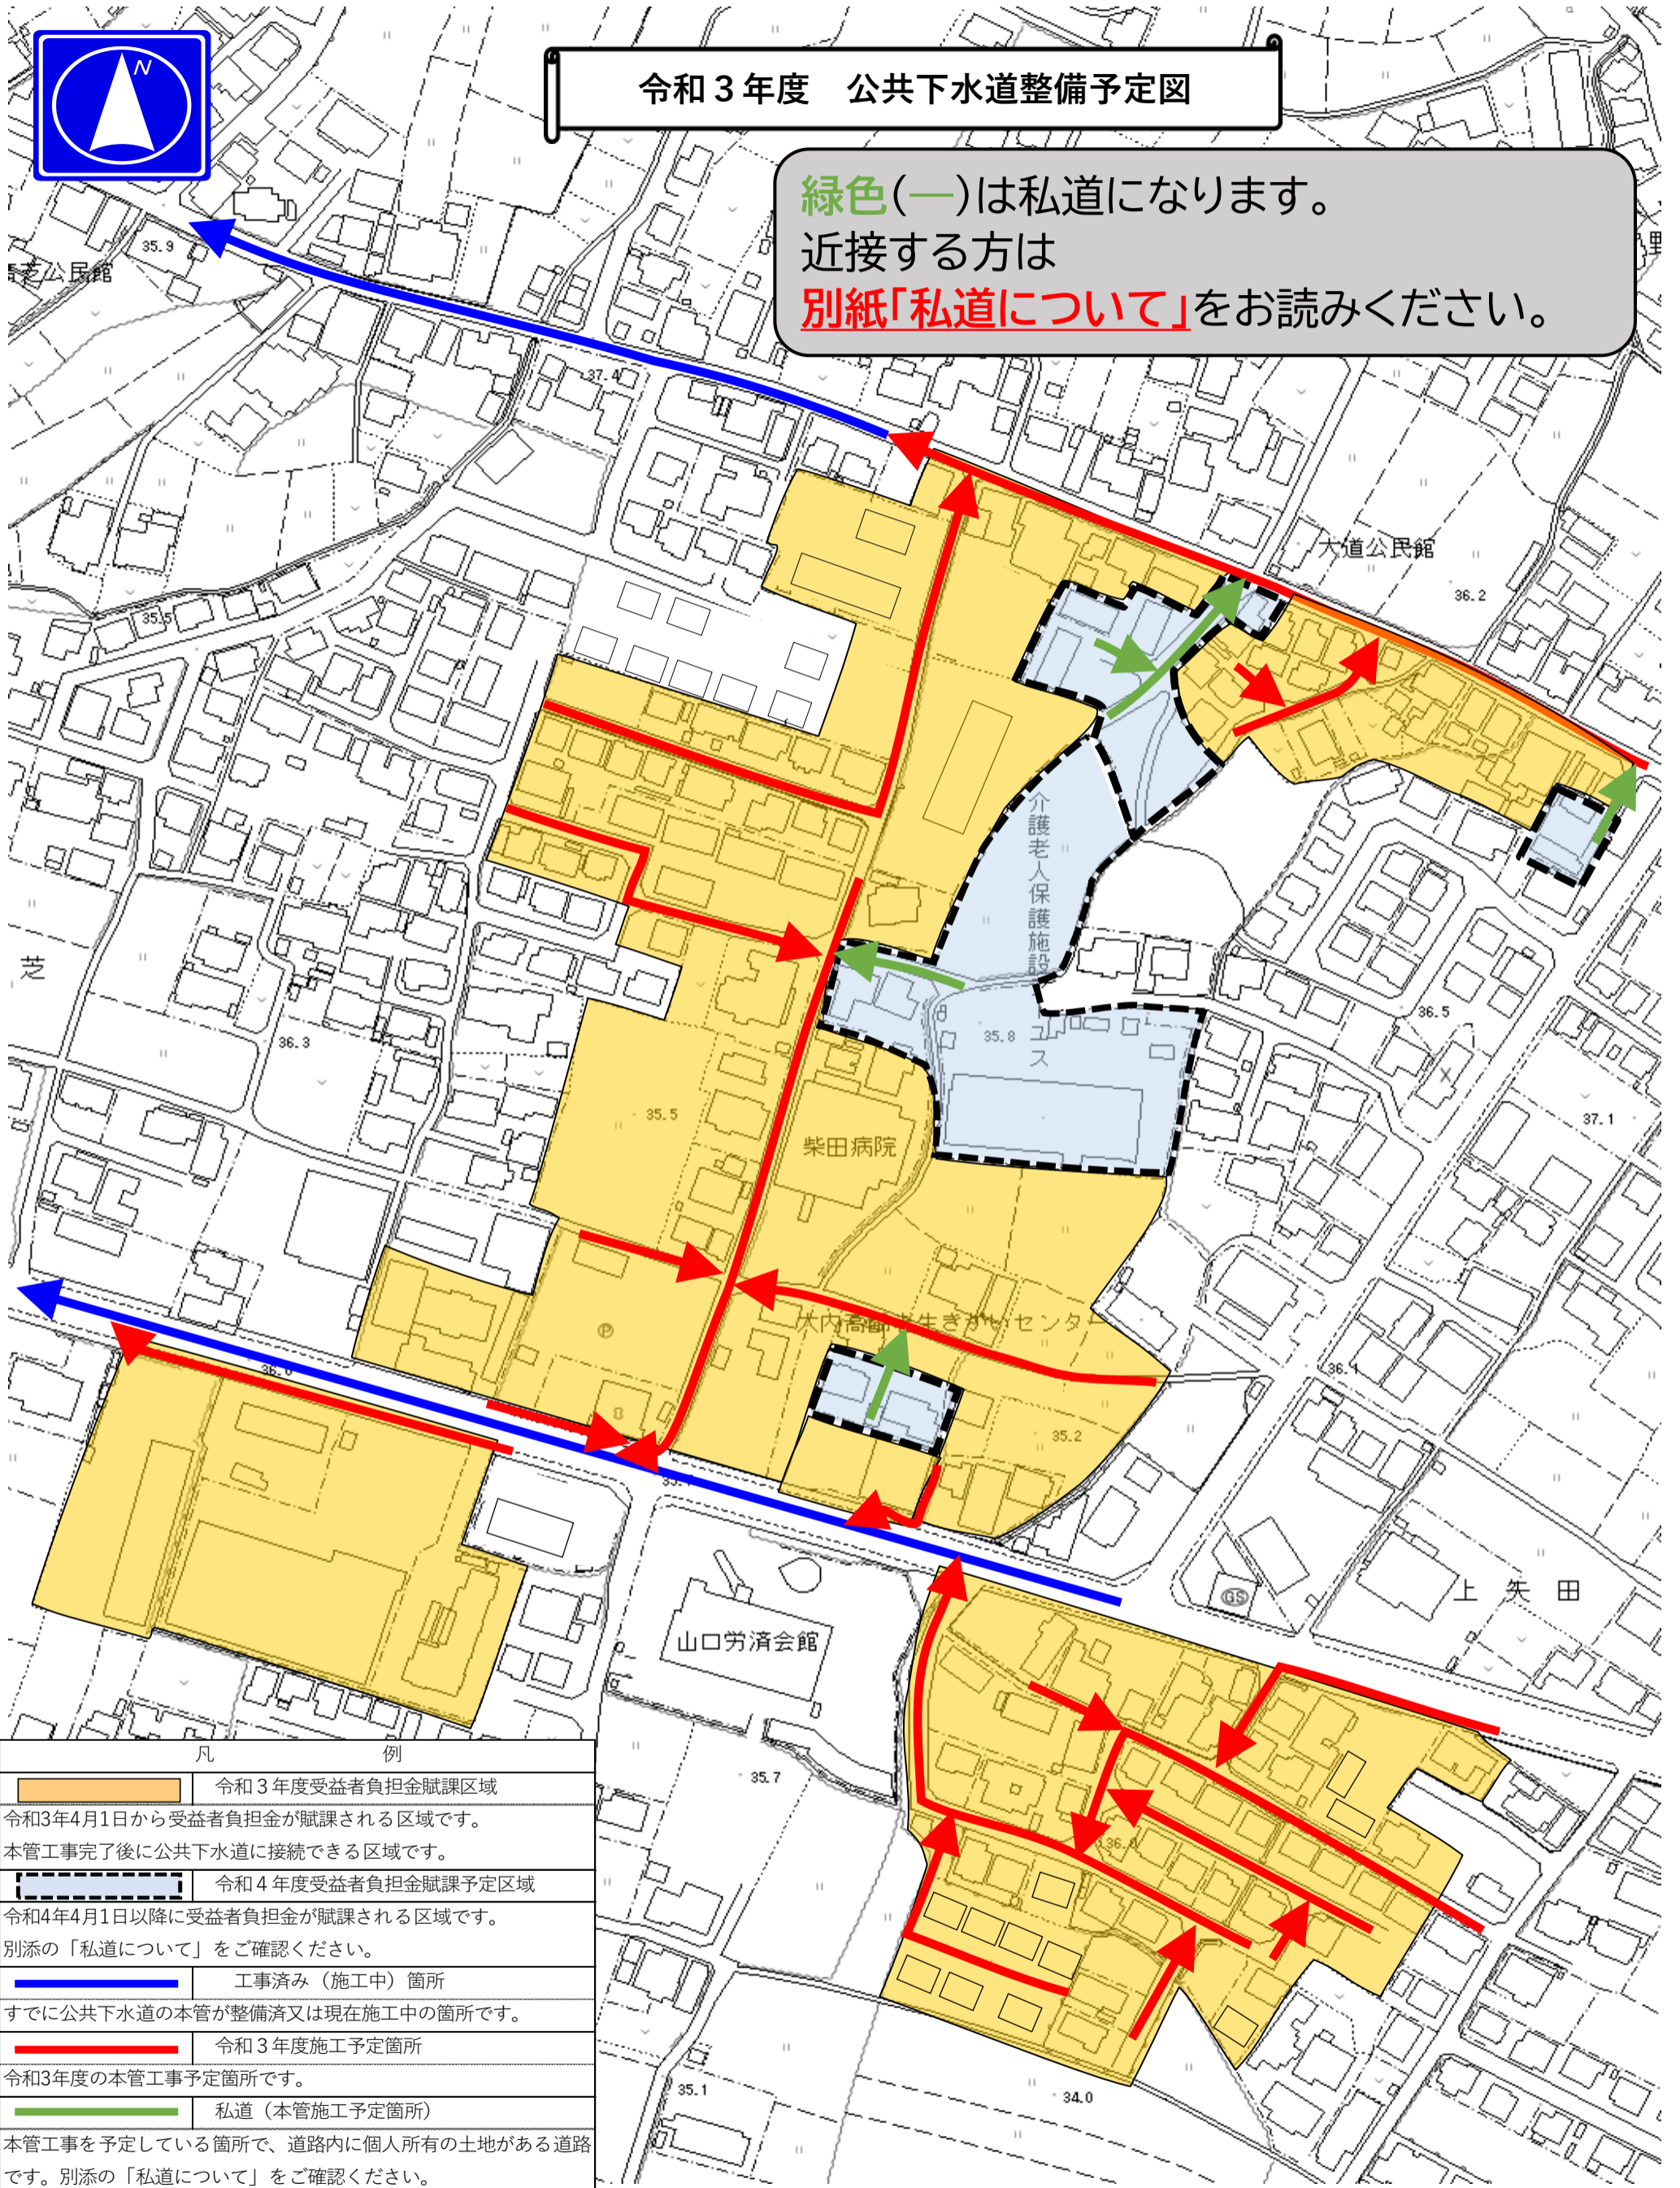 N
令和３年度　公共下水道整備予定図
緑色(―)は私道になります。
近接する方は
別紙「私道について」をお読みください。
35.9
芝公民館
37.4
大道公民館
36.2
35.5
介護老人保護施設
ユス
芝
36.3
35.8
36.5
35.5
柴田病院
37.1
大内高齢者生きがいセンター
P
36.0
36.1
35.2
GS
上矢田
山口労済会館
35.7
36.0
35.1
34.0
凡　例
令和３年度受益者負担金賦課区域
令和3年4月1日から受益者負担金が賦課される区域です。
本管工事完了後に公共下水道に接続できる区域です。
令和４年度受益者負担金賦課予定区域
令和4年4月1日以降に受益者負担金が賦課される区域です。
別添の「私道について」をご確認ください。
工事済み（施工中）箇所
すでに公共下水道の本管が整備済又は現在施工中の箇所です。
令和３年度施工予定箇所
令和3年度の本管工事予定箇所です。
私道（本管施工予定箇所）
本管工事を予定している箇所で、道路内に個人所有の土地がある道路
です。別添の「私道について」をご確認ください。